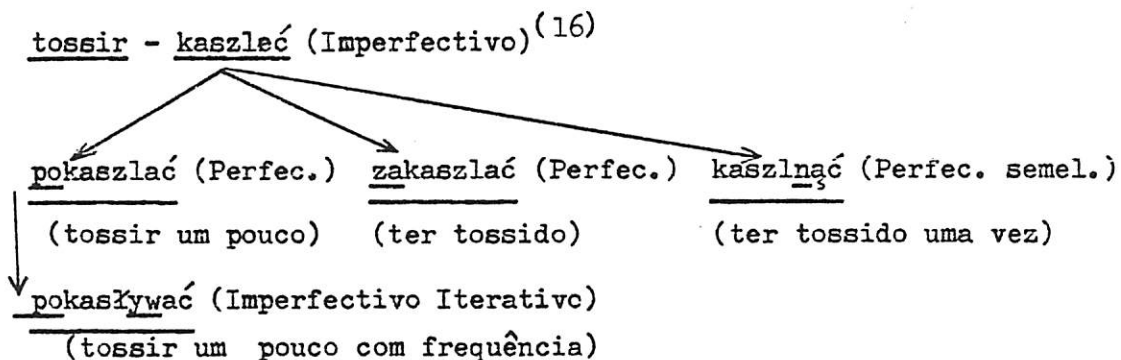 tossir - kaszleć (Imperfectivo)(16)
pokaszlać (Perfec.) zakaszlać (Perfec.) kaszlnąć (Perfec. semel.)
(tossir um pouco) (ter tossido) (ter tossido uma vez)
pokasływać (Imperfectivo Iterativc)
(tossir um pouco com frequência)